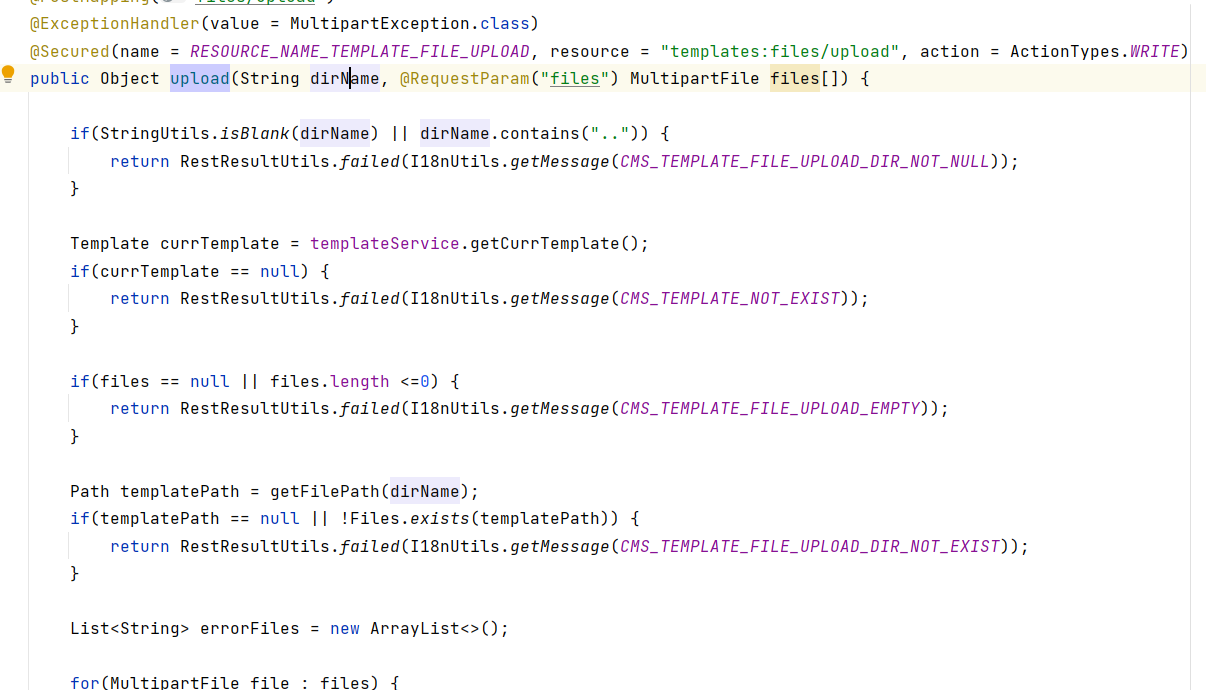 files/upload
@ExceptionHandler(value = MultipartException.class)
@Secured(name = RESOURCE_NAME_TEMPLATE_FILE_UPLOAD, resource = "templates:files/upload", action = ActionTypes.WRITE)
public Object upload(String dirName, @RequestParam("files") MultipartFile files[]) {
if(StringUtils.isBlank(dirName) || dirName.contains("..")) {
return RestResultUtils.failed(I18nUtils.getMessage(CMS_TEMPLATE_FILE_UPLOAD_DIR_NOT_NULL));
}
Template currTemplate = templateService.getCurrTemplate();
if(currTemplate == null) {
return RestResultUtils.failed(I18nUtils.getMessage(CMS_TEMPLATE_NOT_EXIST));
}
if(files == null || files.length <=0) {
return RestResultUtils.failed(I18nUtils.getMessage(CMS_TEMPLATE_FILE_UPLOAD_EMPTY));
}
Path templatePath = getFilePath(dirName);
if(templatePath == null || !Files.exists(templatePath)) {
return RestResultUtils.failed(I18nUtils.getMessage(CMS_TEMPLATE_FILE_UPLOAD_DIR_NOT_EXIST));
}
List<String> errorFiles = new ArrayList<>();
for(MultipartFile file : files) {